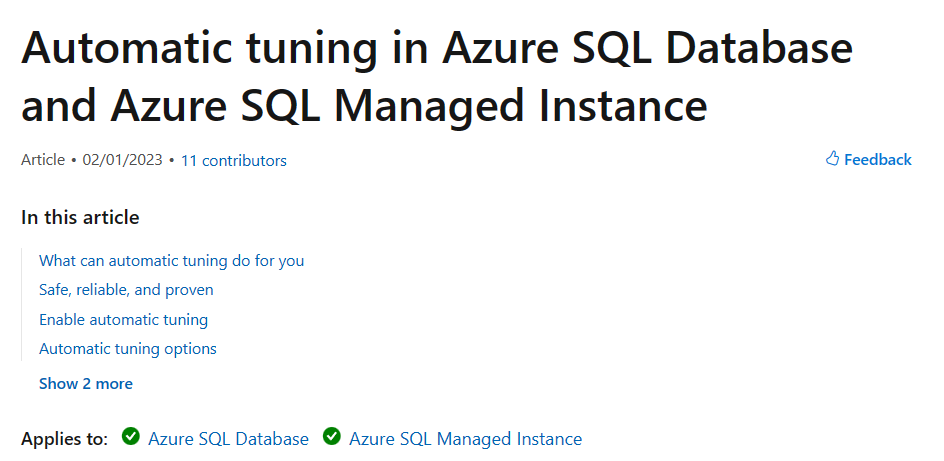 Automatic tuning in Azure SQL Database
and Azure SQL Managed Instance
Article • 02/01/2023 • 11 contributors
Feedback
In this article
What can automatic tuning do for you
Safe, reliable, and proven
Enable automatic tuning
Automatic tuning options
Show 2 more
Applies to: Azure SQL Database Azure SQL Managed Instance